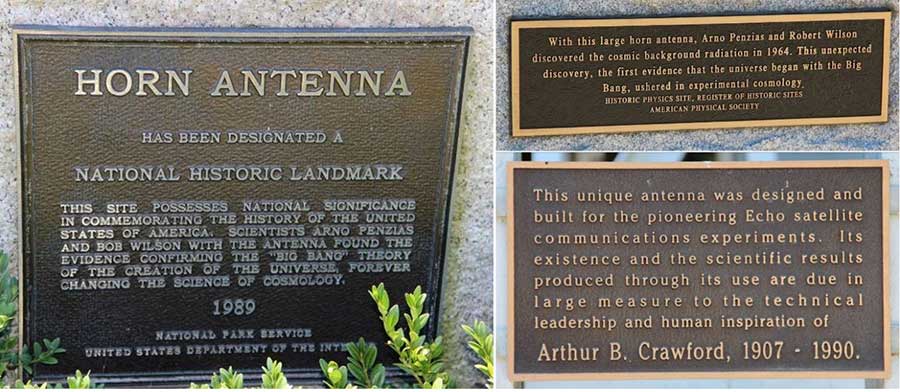 HORN ANTENNA
HAS BEEN DESIGNATED A
NATIONAL HISTORIC LANDMARK
THIS SITE POSSESSES NATIONAL SIGNIFICANCE
IN COMMEMORATING THE HISTORY OF THE UNITED
STATES OF AMERICA. SCIENTISTS ARNO PENZIAS
AND BOB WILSON WITH THE ANTENNA FOUND THE
EVIDENCE CONFIRMING THE "BIG BANG" THEORY
OF THE CREATION OF THE UNIVERSE, FOREVER
CHANGING THE SCIENCE OF COSMOLOGY.
1989
NATIONAL PARK SERVICE
UNITED STATES DEPARTMENT OF THE
With this large horn antenna, Arno Penzias and Robert Wilson
discovered the cosmic background radiation in 1964. This unexpected
discovery, the first evidence that the universe began with the Big
Bang, ushered in experimental cosmology.
HISTORIC PHYSICS SITE, REGISTER OF HISTORIC SITES
AMERICAN PHYSICAL SOCIETY
This unique antenna was designed and
built for the pioneering Echo satellite
communications experiments. Its
existence and the scientific results
produced through its use are due in
large measure to the technical
leadership and human inspiration of
Arthur B. Crawford, 1907 - 1990.